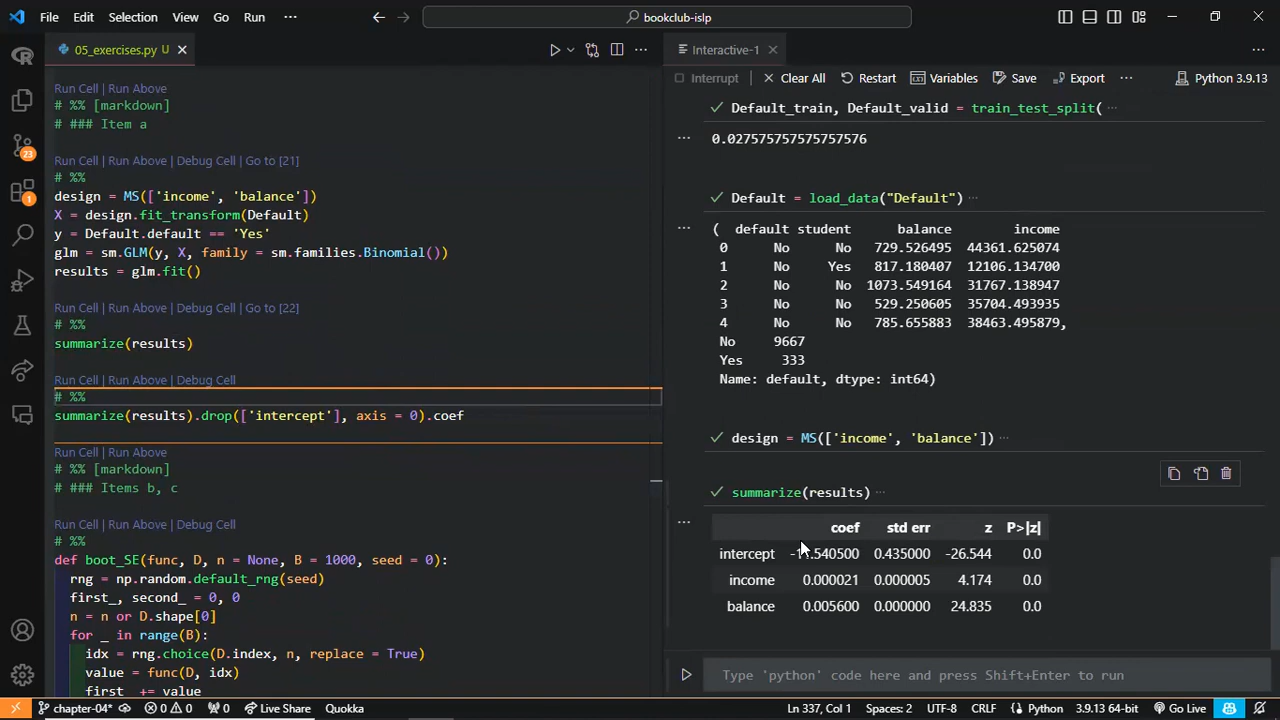 File Edit Selection View Go Run ··· bookclub-islp
05_exercises.py U
Run Cell | Run Above
# %% [markdown]
# ### Item a
Run Cell | Run Above | Debug Cell | Go to [21]
# %%
design = MS(['income', 'balance'])
X = design.fit_transform(Default)
y = Default.default == 'Yes'
glm = sm.GLM(y, X, family = sm.families.Binomial())
results = glm.fit()
Run Cell | Run Above | Debug Cell | Go to [22]
# %%
summarize(results)
Run Cell | Run Above | Debug Cell
# %%
summarize(results).drop(['intercept'], axis = 0).coef
Run Cell | Run Above
# %% [markdown]
# ### Items b, c
Run Cell | Run Above | Debug Cell
# %%
def boot_SE(func, D, n = None, B = 1000, seed = 0):
rng = np.random.default_rng(seed)
first_, second_ = 0, 0
n = n or D.shape[0]
for _ in range(B):
idx = rng.choice(D.index, n, replace = True)
value = func(D, idx)
first_ += value
Interactive-1
Interrupt Clear All Restart Variables Save Export ··· Python 3.9.13
Default_train, Default_valid = train_test_split( ···
0.027575757575757576
Default = load_data("Default") ···
( default student balance income
0 No No 729.526495 44361.625074
1 No Yes 817.180407 12106.134700
2 No No 1073.549164 31767.138947
3 No No 529.250605 35704.493935
4 No No 785.655883 38463.495879,
No 9667
Yes 333
Name: default, dtype: int64)
design = MS(['income', 'balance']) ···
summarize(results) ···
coef std err z P>|z|
intercept 0.435000 -26.544 0.0
income 0.000021 0.000005 4.174 0.0
balance 0.005600 0.000000 24.835 0.0
Type 'python' code here and press Shift+Enter to run
23
1
chapter-04* 0 0 0 Live Share Quokka Ln 337, Col 1 Spaces: 2 UTF-8 CRLF Python 3.9.13 64-bit Go Live